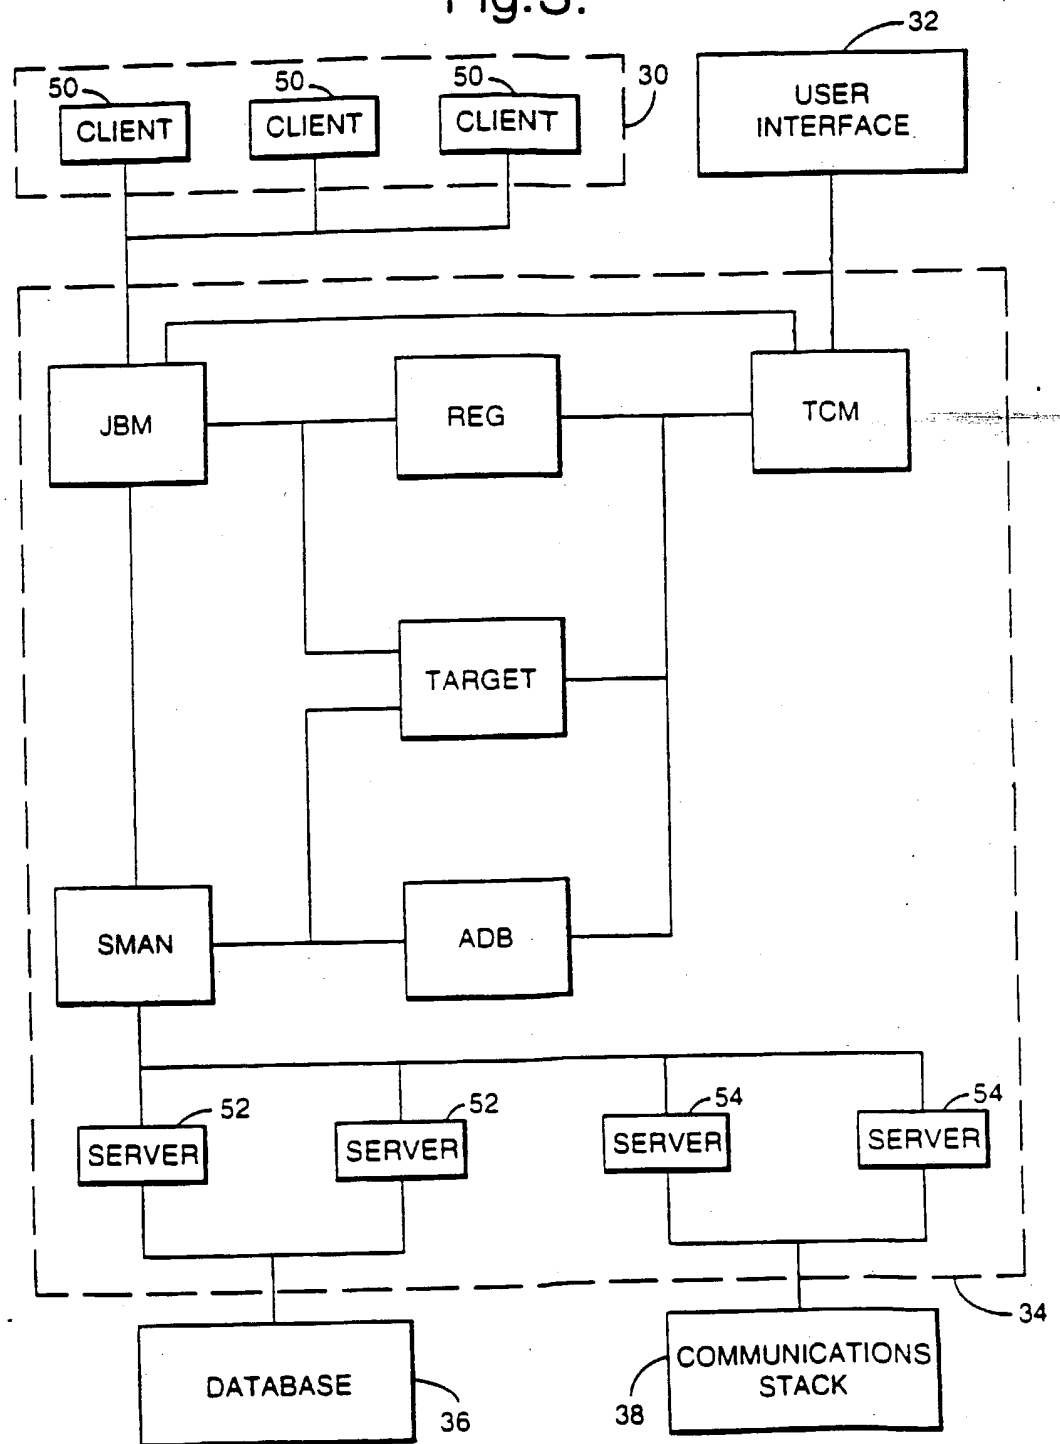 Fig.3.
32
50
50
50
30
CLIENT
CLIENT
CLIENT
USER
INTERFACE
JBM
REG
TCM
TARGET
SMAN
ADB
52
52
54
54
SERVER
SERVER
SERVER
SERVER
34
DATABASE
36
COMMUNICATIONS
STACK
38